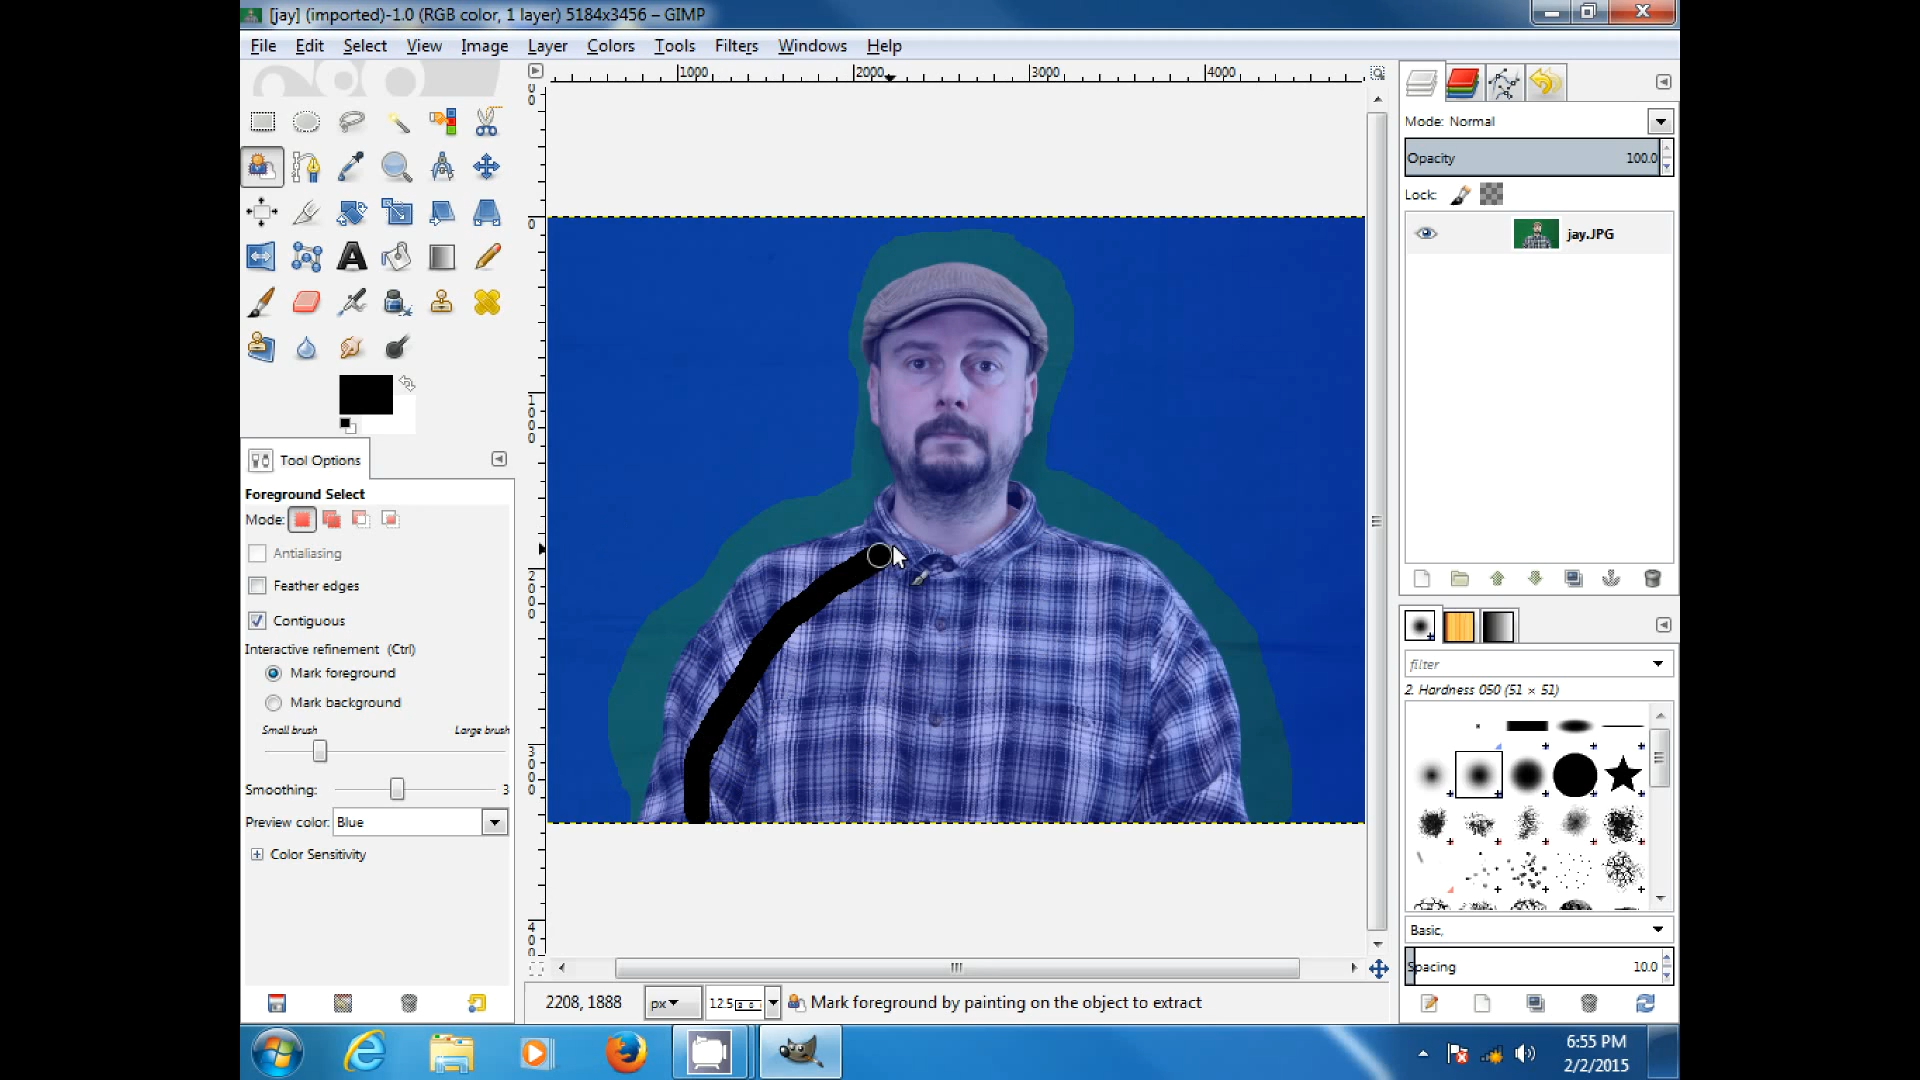 [jay] (imported)-1.0 (RGB color, 1 layer) 5184x3456 – GIMP
File Edit Select View Image Layer Colors Tools Filters Windows Help
1000 2000 3000 4000
Mode: Normal
Opacity 100.0
Lock:
jay.JPG
0
1000
2000
3000
Tool Options
Foreground Select
Mode:
Antialiasing
Feather edges
Contiguous
Interactive refinement (Ctrl)
Mark foreground
Mark background
Small brush Large brush
Smoothing: 3
Preview color: Blue
Color Sensitivity
filter
2. Hardness 050 (51 × 51)
Basic,
Spacing 10.0
2208, 1888 px 12.5 Mark foreground by painting on the object to extract
6:55 PM
2/2/2015